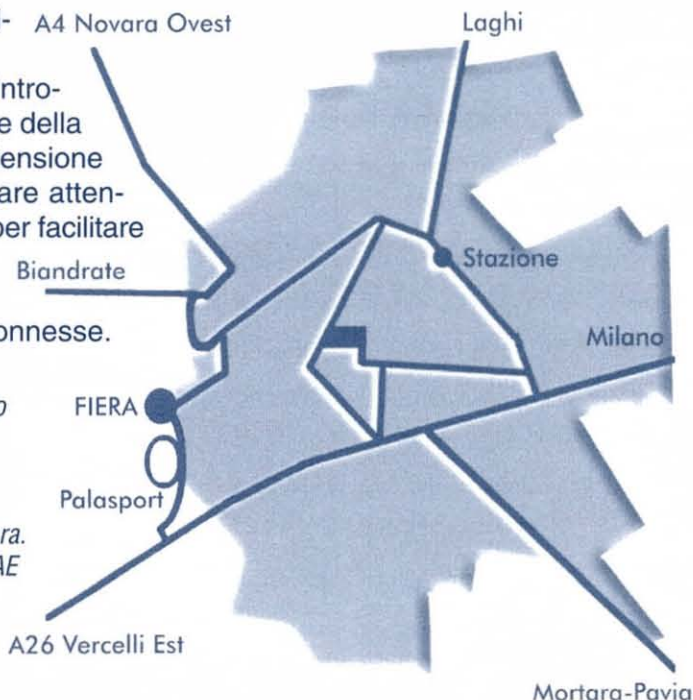 A4 Novara Ovest
Laghi
ntro-
e della
ensione
are atten-
per facilitare
Biandrate
onnesse.
Stazione
Milano
FIERA
Palasport
ra.
AE
A26 Vercelli Est
Mortara-Pavia